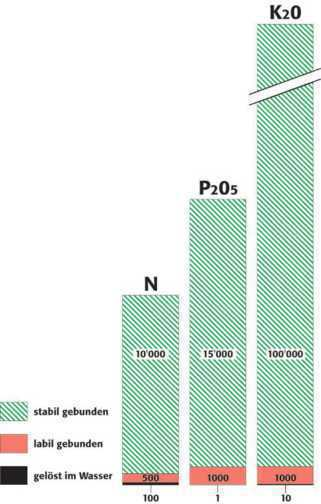 K2O
P2O5
N
10'000
15'000
100'000
stabil gebunden
labil gebunden
500
1000
1000
gelöst im Wasser
100
1
10